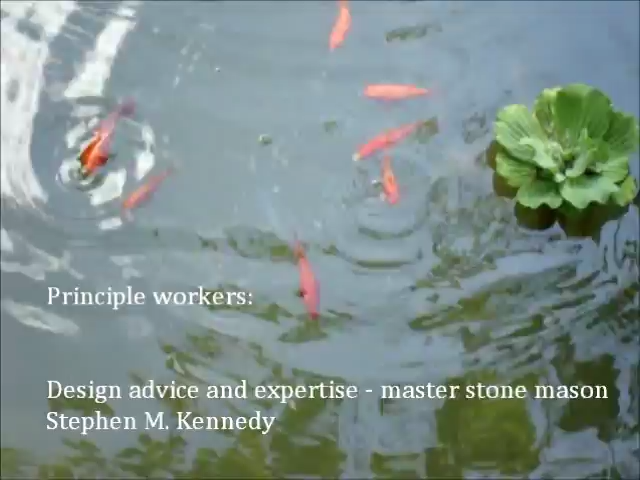 Principle workers:
Design advice and expertise - master stone mason
Stephen M. Kennedy